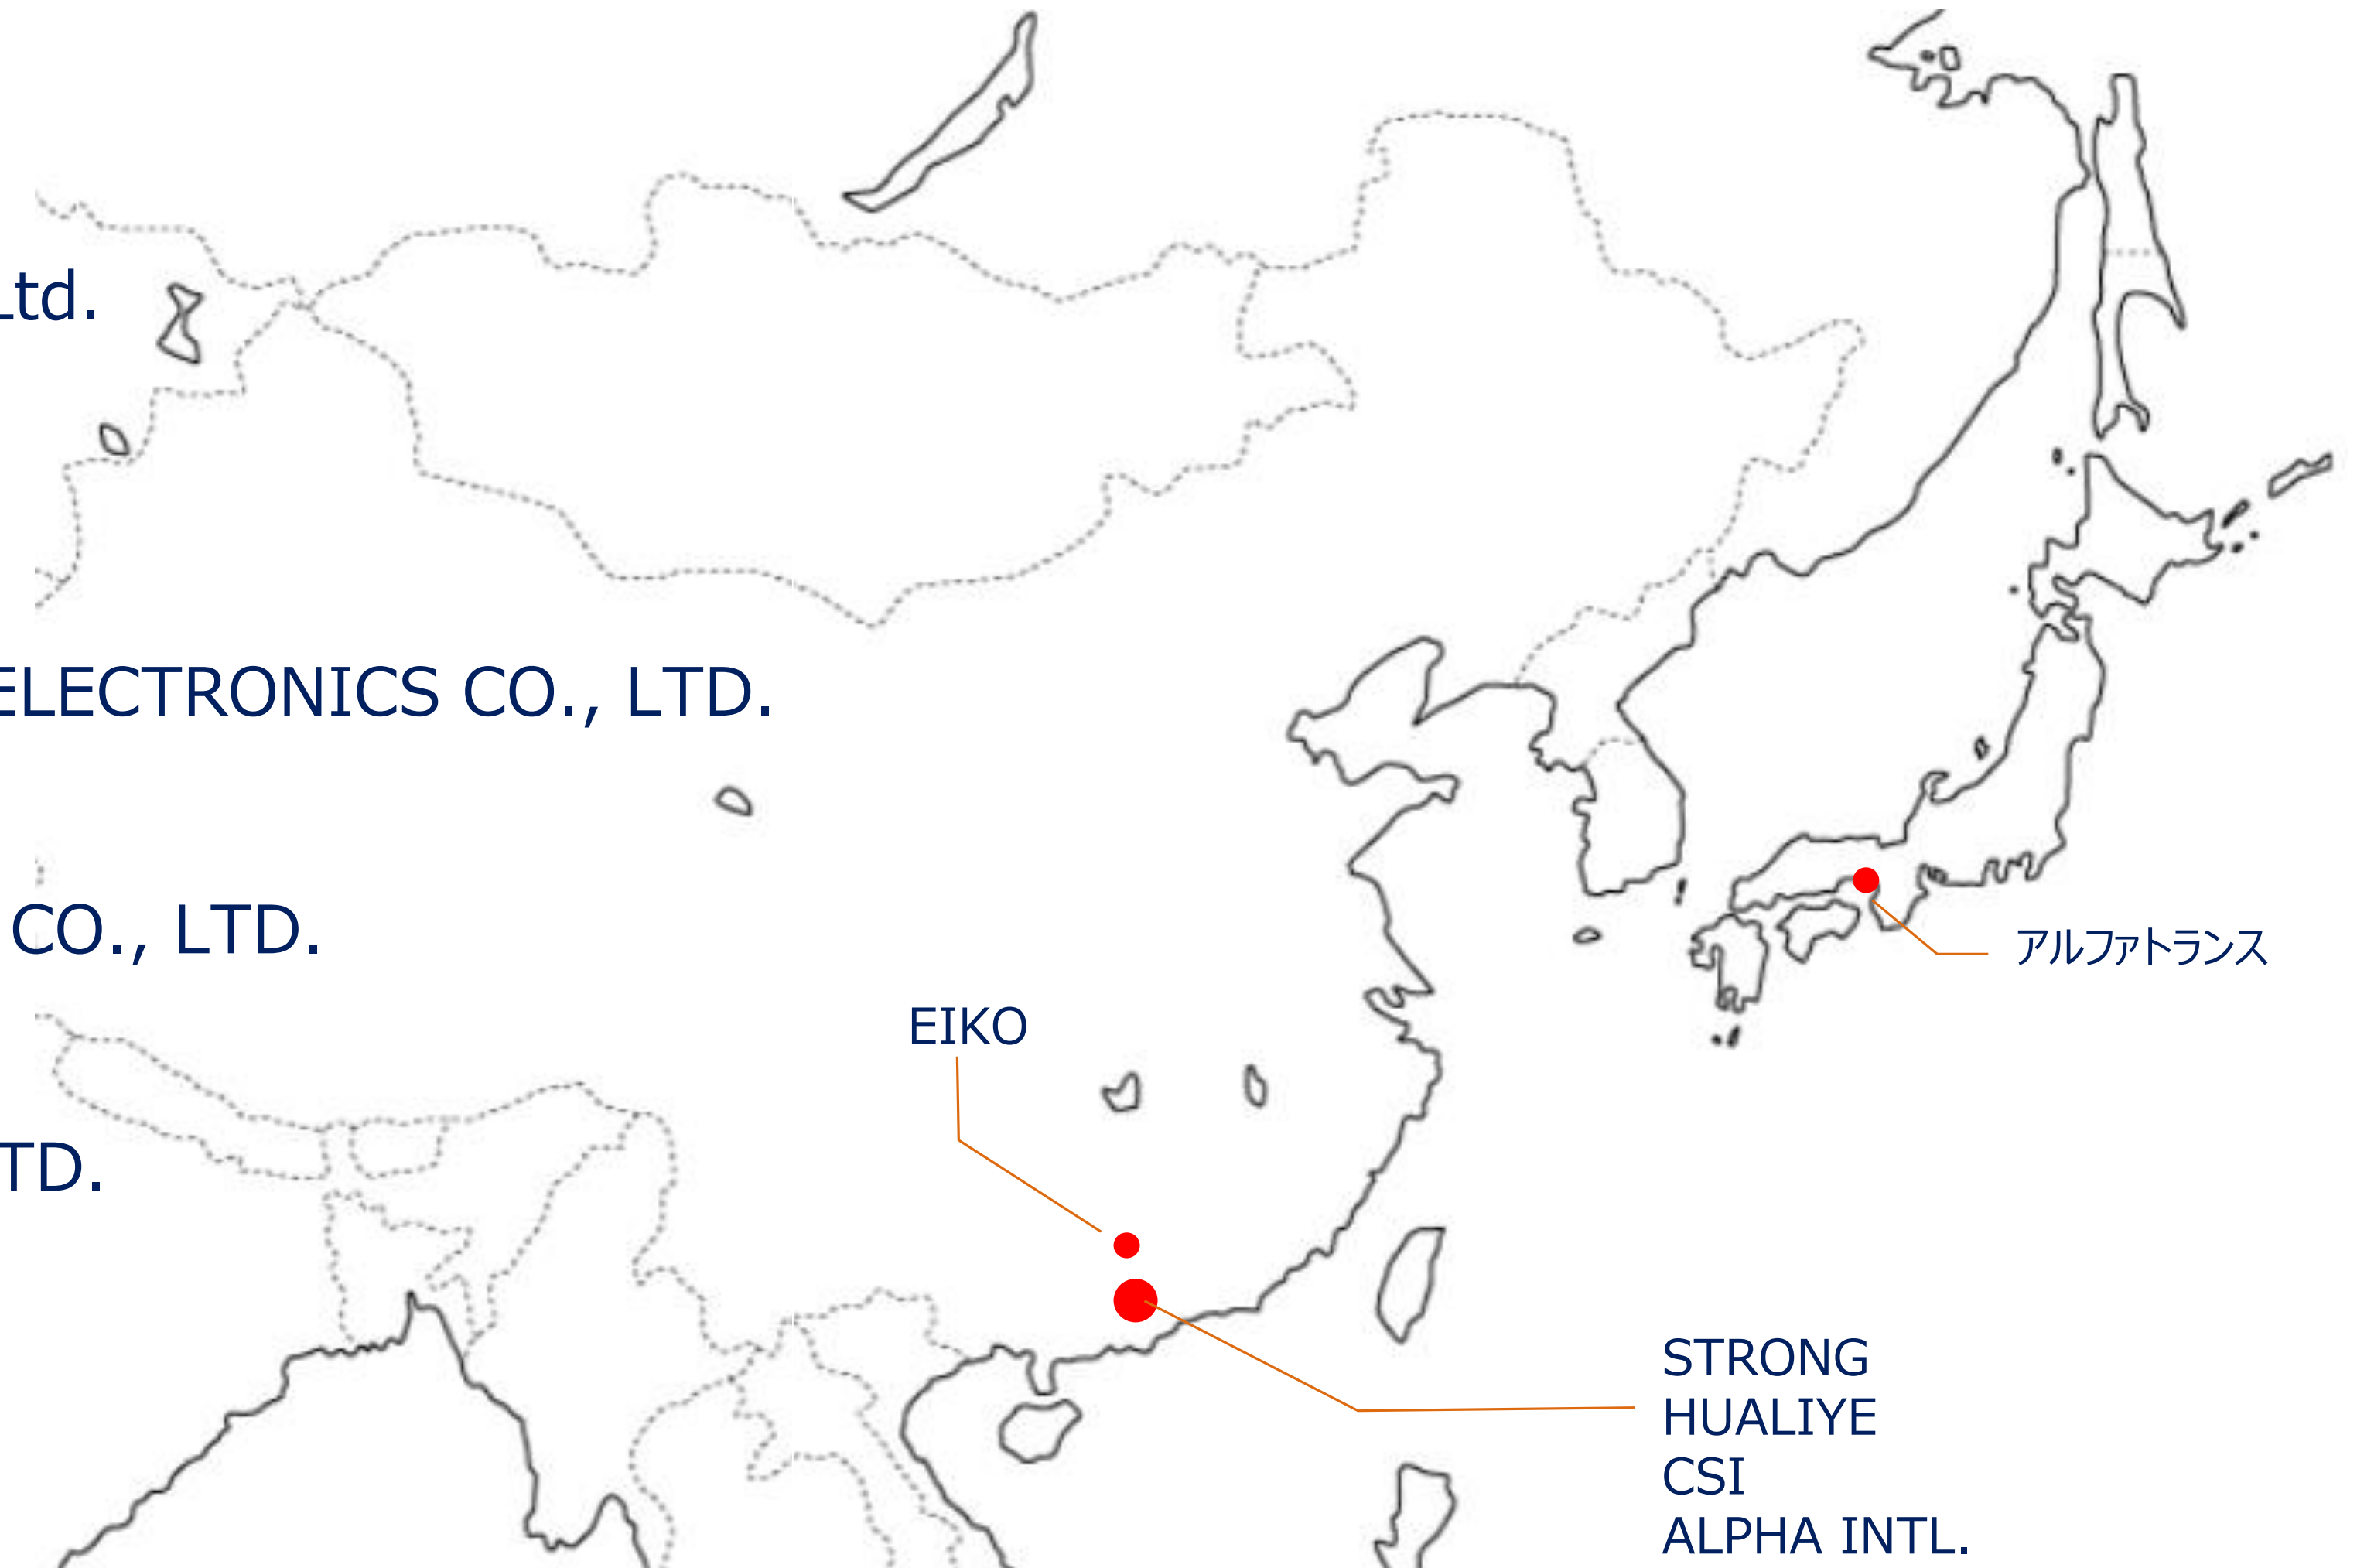 Ltd.
ELECTRONICS CO., LTD.
CO., LTD.
アルファトランス
EIKO
TD.
STRONG
HUALIYE
CSI
ALPHA INTL.